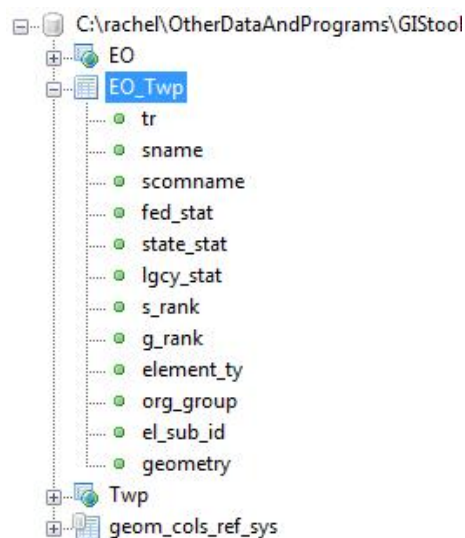 C:\rachel\OtherDataAndPrograms\GIStool
EO
EO_Twp
tr
sname
scomname
fed_stat
state_stat
lgcy_stat
s_rank
g_rank
element_ty
org_group
el_sub_id
geometry
Twp
geom_cols_ref_sys